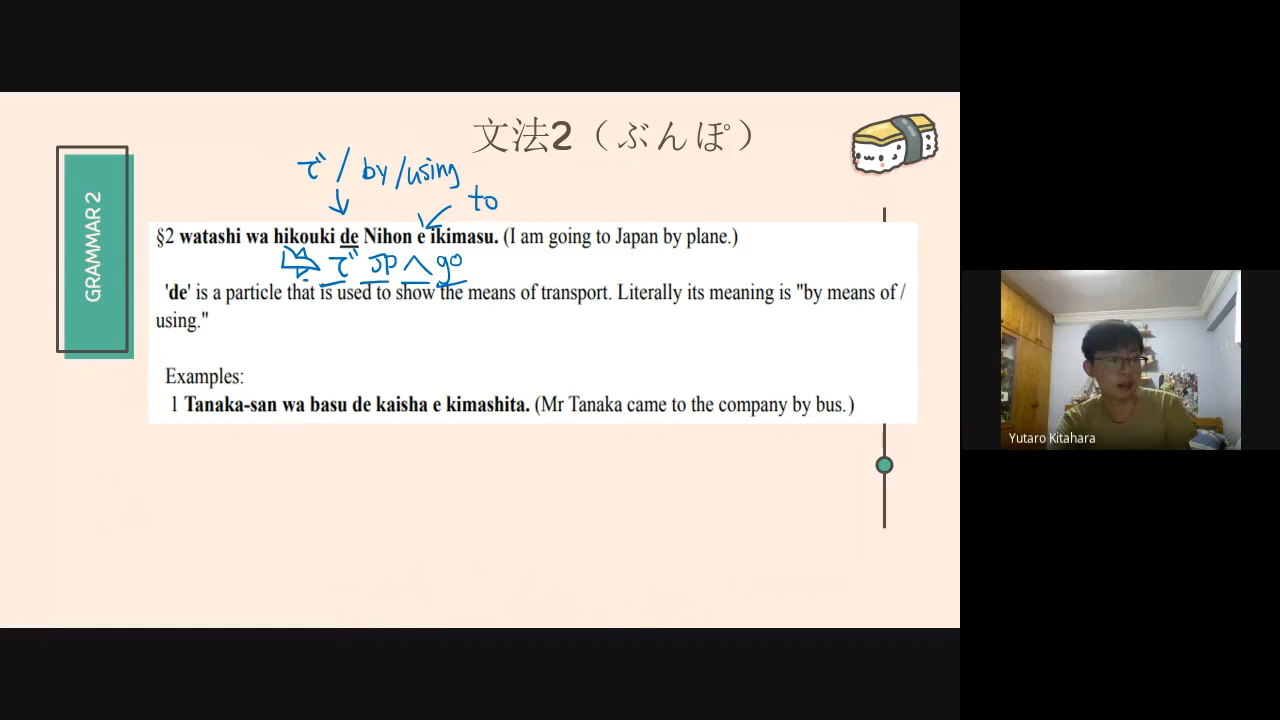 文法2（ぶんぽ）
GRAMMAR 2
で / by /using
to
§2 watashi wa hikouki de Nihon e ikimasu. (I am going to Japan by plane.)
で JP へ go
'de' is a particle that is used to show the means of transport. Literally its meaning is "by means of /
using."
Examples:
1 Tanaka-san wa basu de kaisha e kimashita. (Mr Tanaka came to the company by bus.)
Yutaro Kitahara